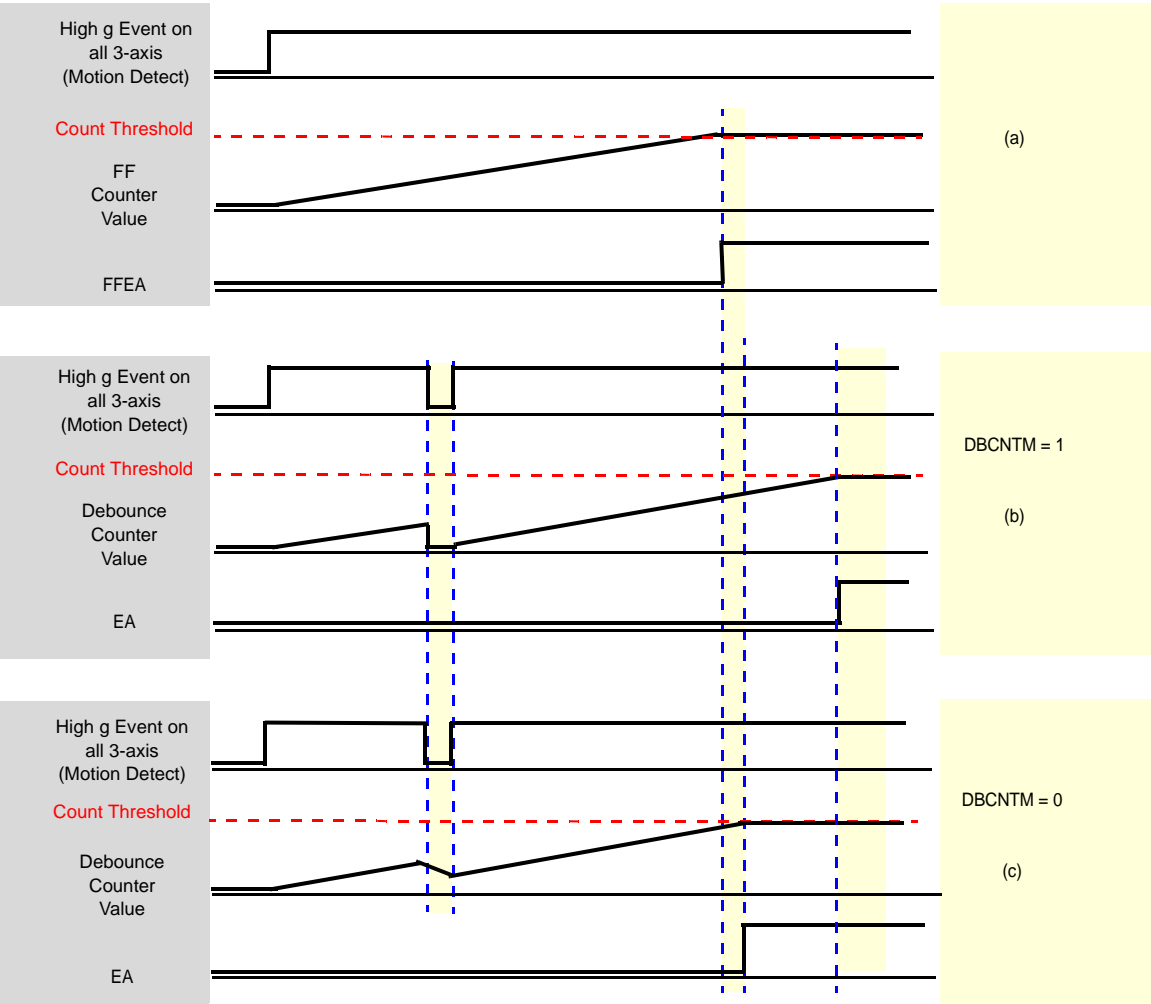 High g Event on
all 3-axis
(Motion Detect)
Count Threshold
FF
Counter
Value
FFEA
(a)
High g Event on
all 3-axis
(Motion Detect)
Count Threshold
Debounce
Counter
Value
EA
DBCNTM = 1
(b)
High g Event on
all 3-axis
(Motion Detect)
Count Threshold
Debounce
Counter
Value
EA
DBCNTM = 0
(c)